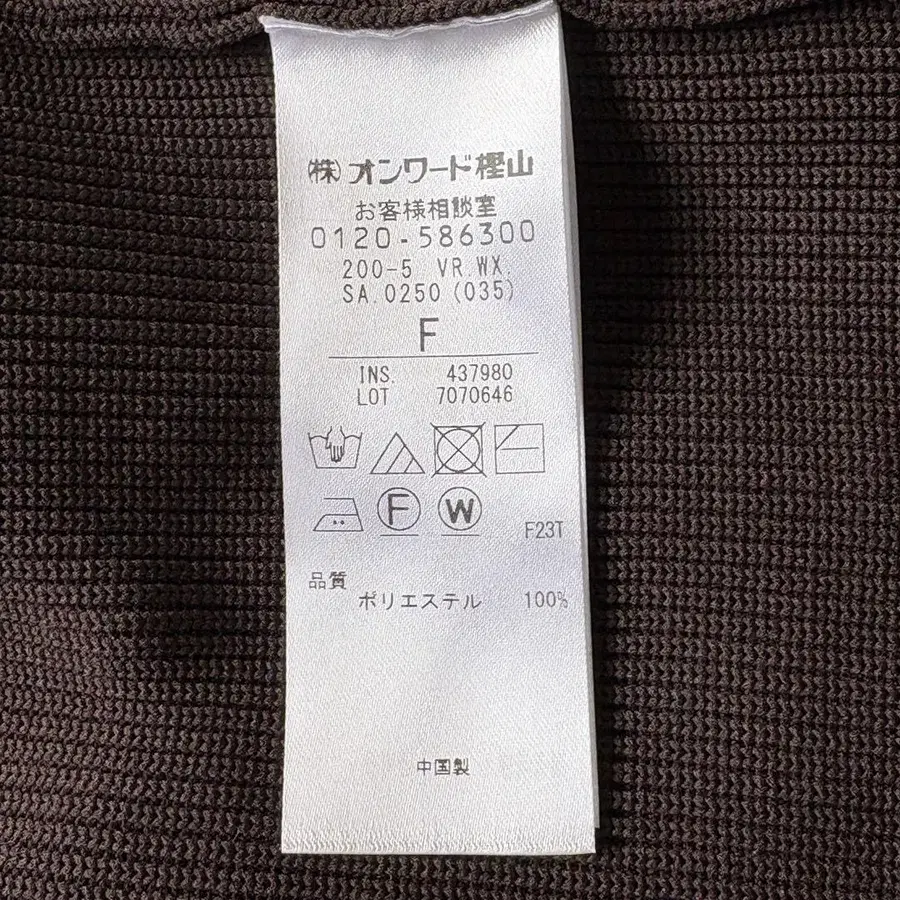 (株)オンワード樫山
お客様相談室
0120-586300
200-5 VR.WX.
SA.0250(035)
F
INS. 437980
LOT 7070646
F W
F23T
品質
ポリエステル 100%
中国製